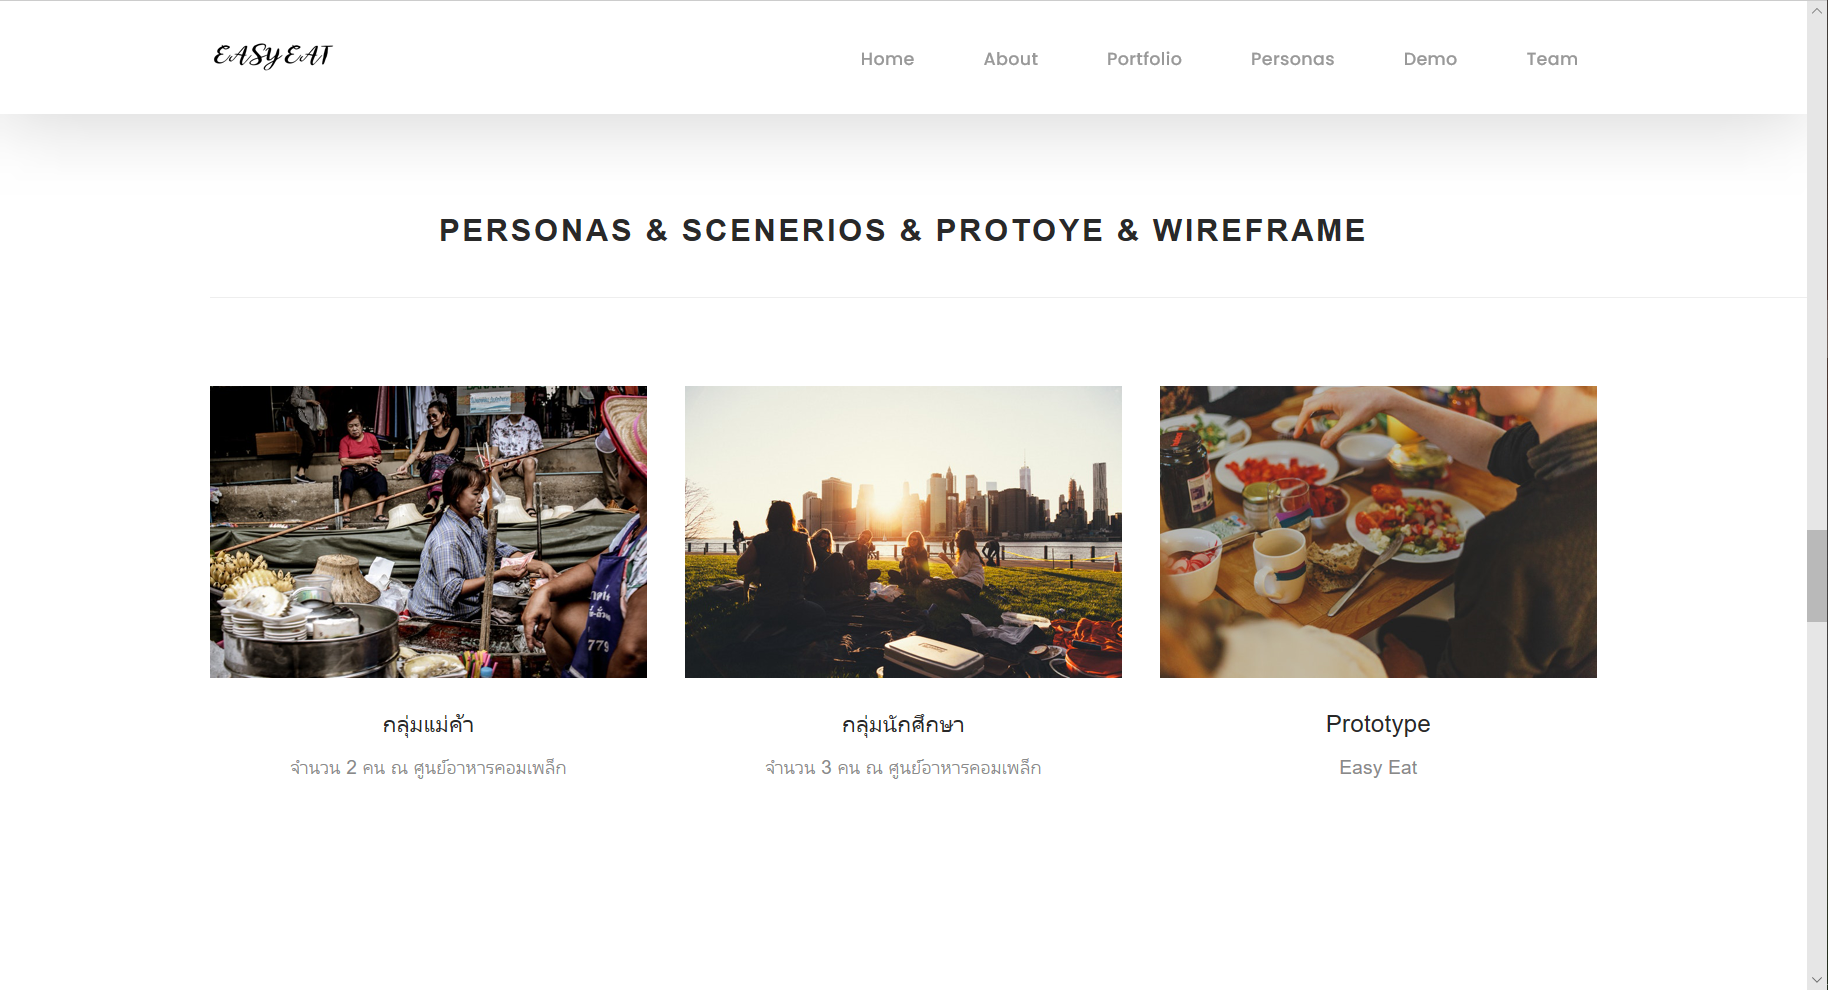 EASY EAT
Home About Portfolio Personas Demo Team
PERSONAS & SCENERIOS & PROTOYE & WIREFRAME
779
กลุ่มแม่ค้า
จำนวน 2 คน ณ ศูนย์อาหารคอมเพล็ก
กลุ่มนักศึกษา
จำนวน 3 คน ณ ศูนย์อาหารคอมเพล็ก
Prototype
Easy Eat